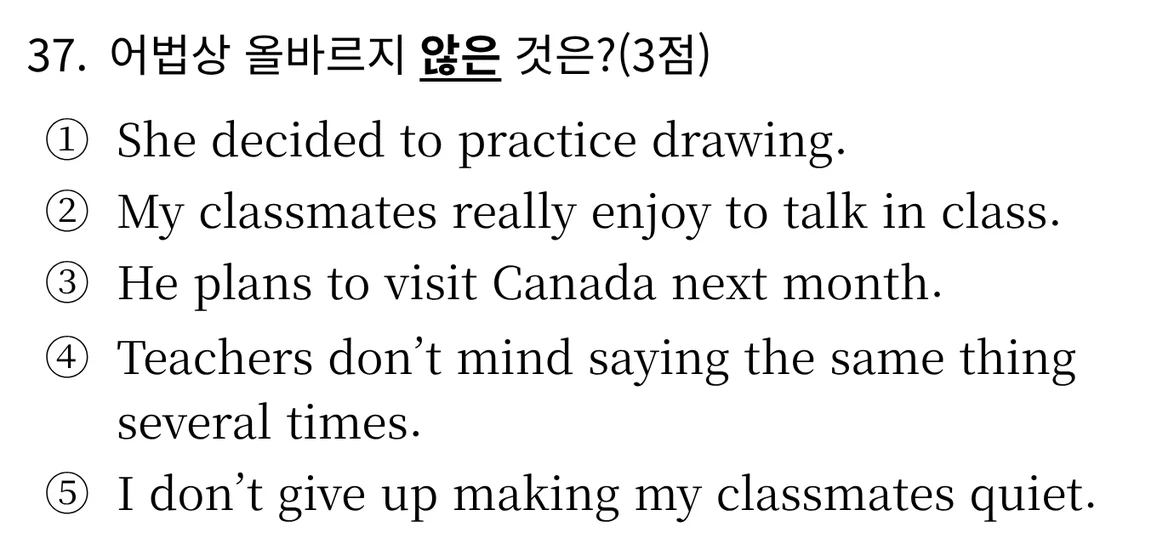 37. 어법상 올바르지 않은 것은?(3점)
① She decided to practice drawing.
② My classmates really enjoy to talk in class.
③ He plans to visit Canada next month.
④ Teachers don’t mind saying the same thing
several times.
⑤ I don’t give up making my classmates quiet.